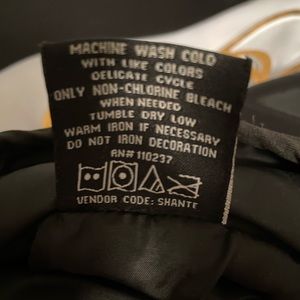 MACHINE WASH COLD
WITH LIKE COLORS
DELICATE CYCLE
ONLY NON-CHLORINE BLEACH
WHEN NEEDED
TUMBLE DRY LOW
WARM IRON IF NECESSARY
DO NOT IRON DECORATION
RN# 110237
VENDOR CODE: SHANTE